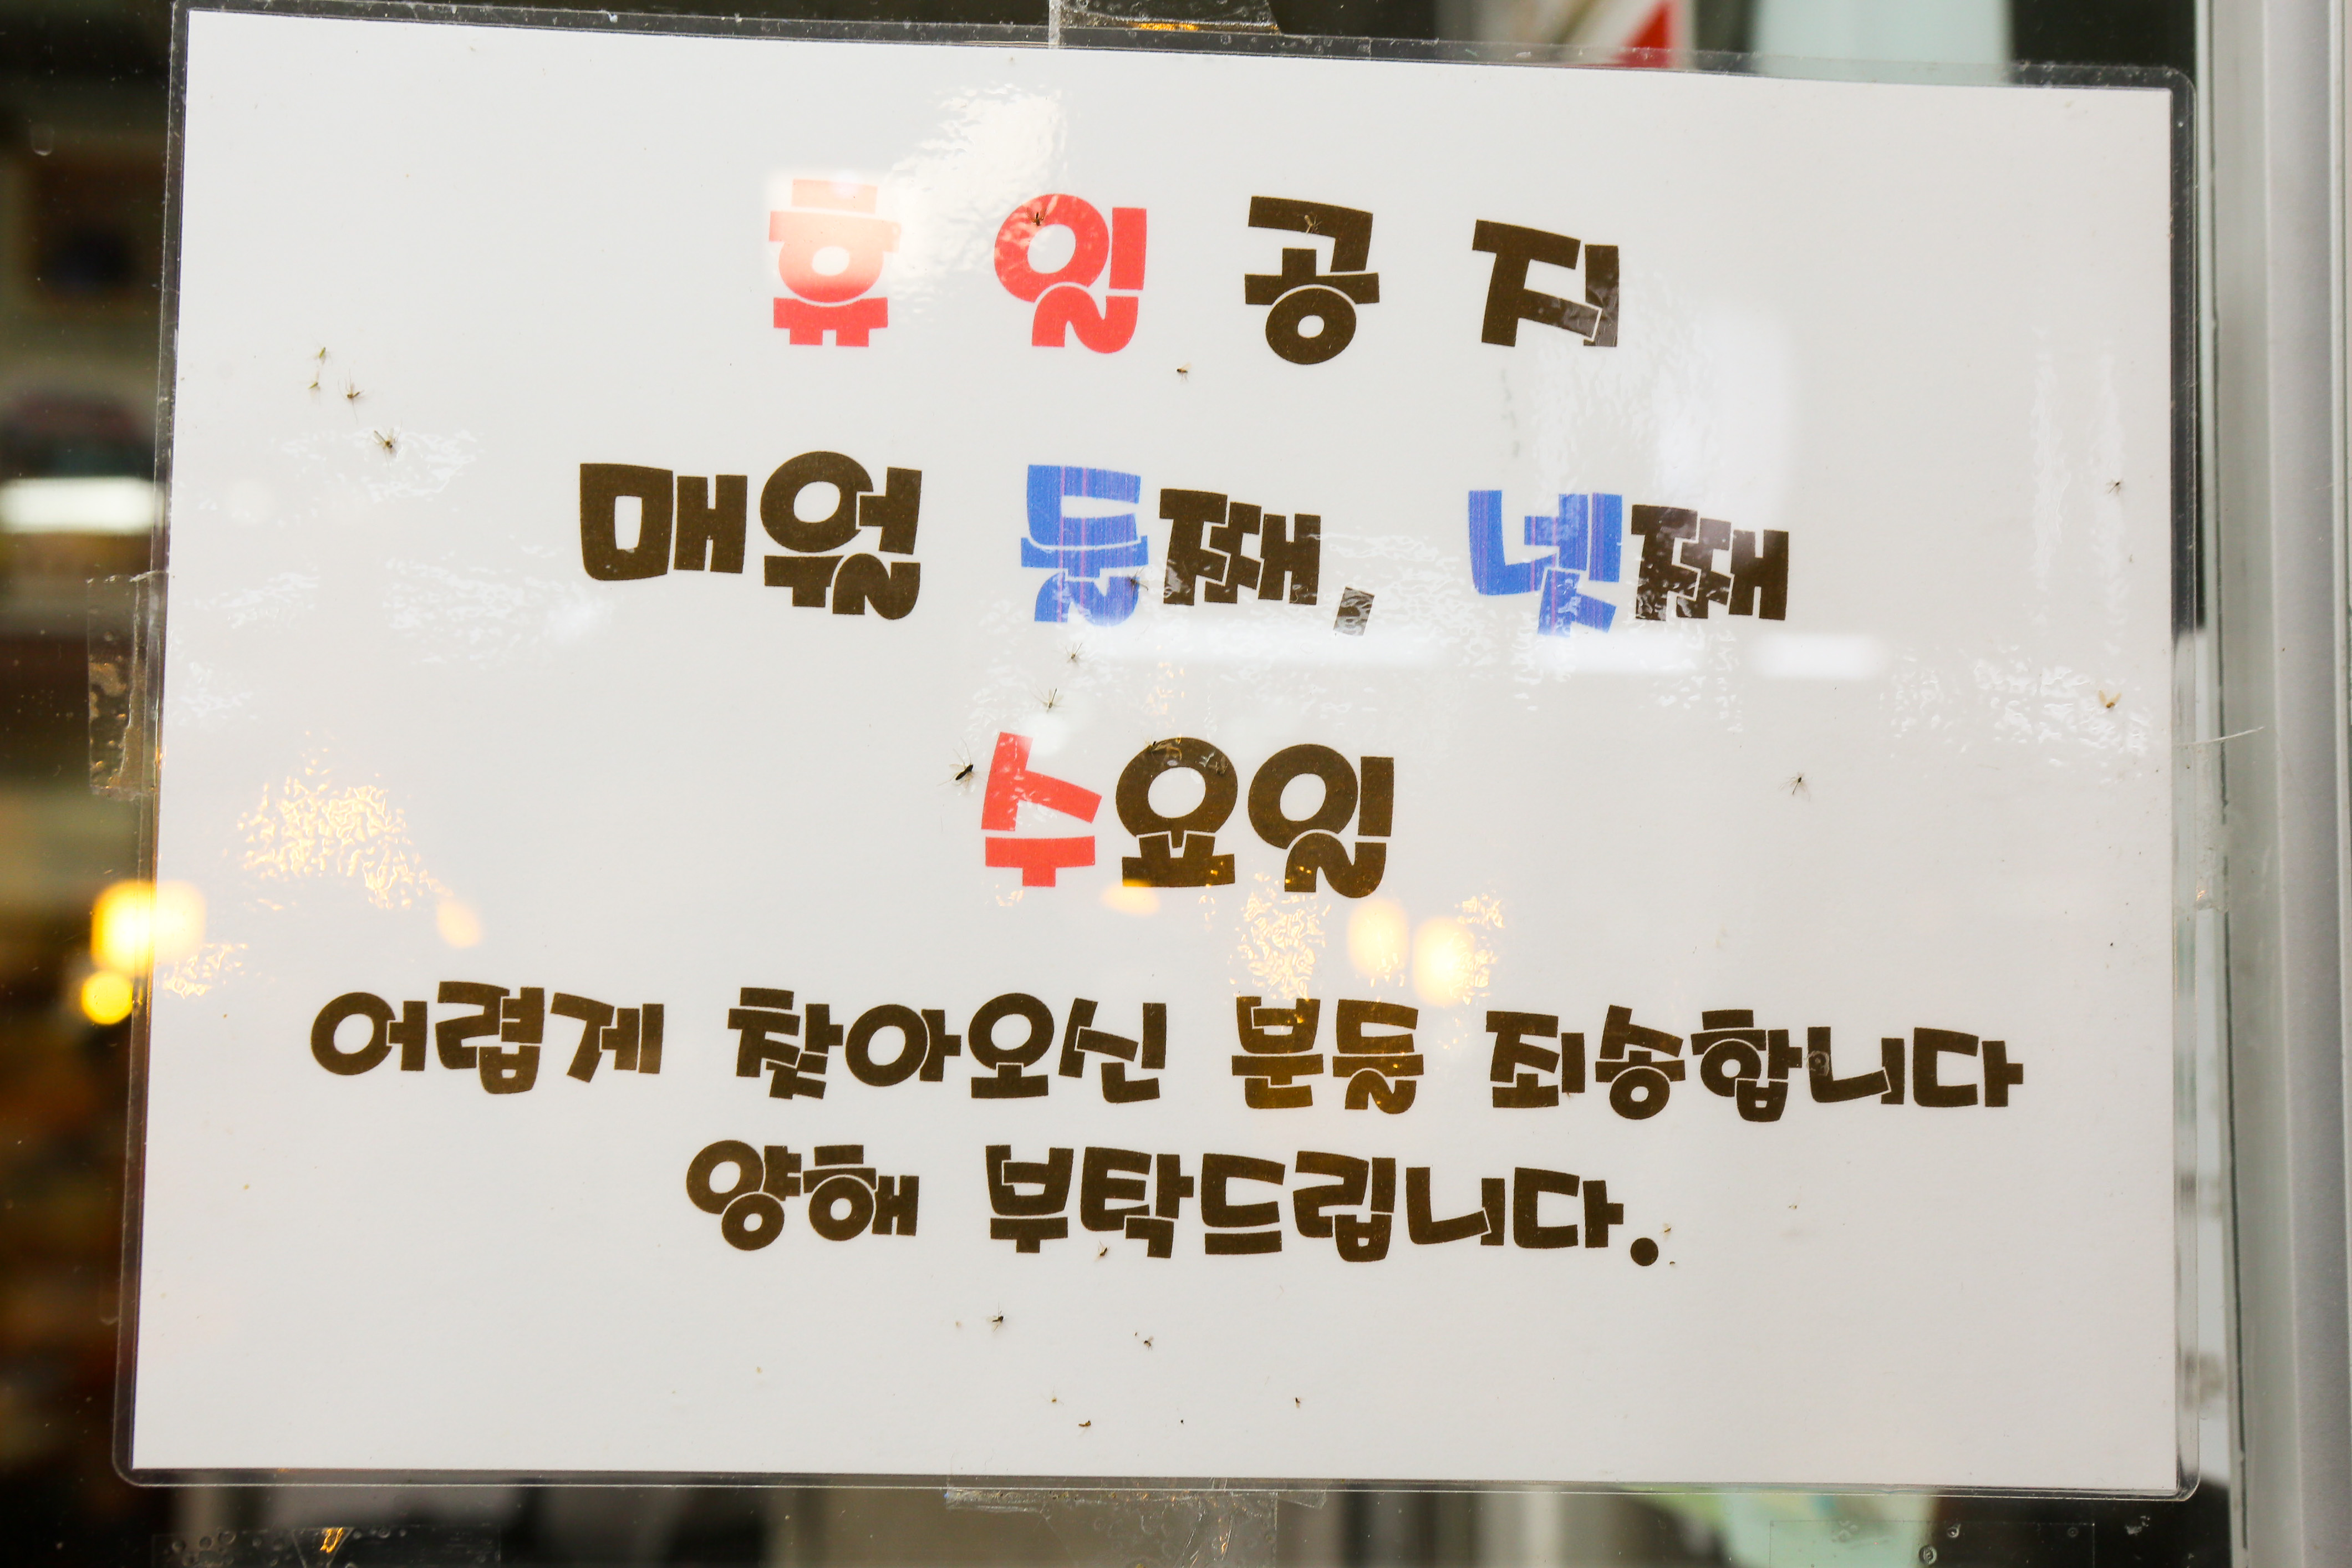 휴 일 공 지
매월 둘째, 넷째
수요일
어렵게 찾아오신 분들 죄송합니다
양해 부탁드립니다.